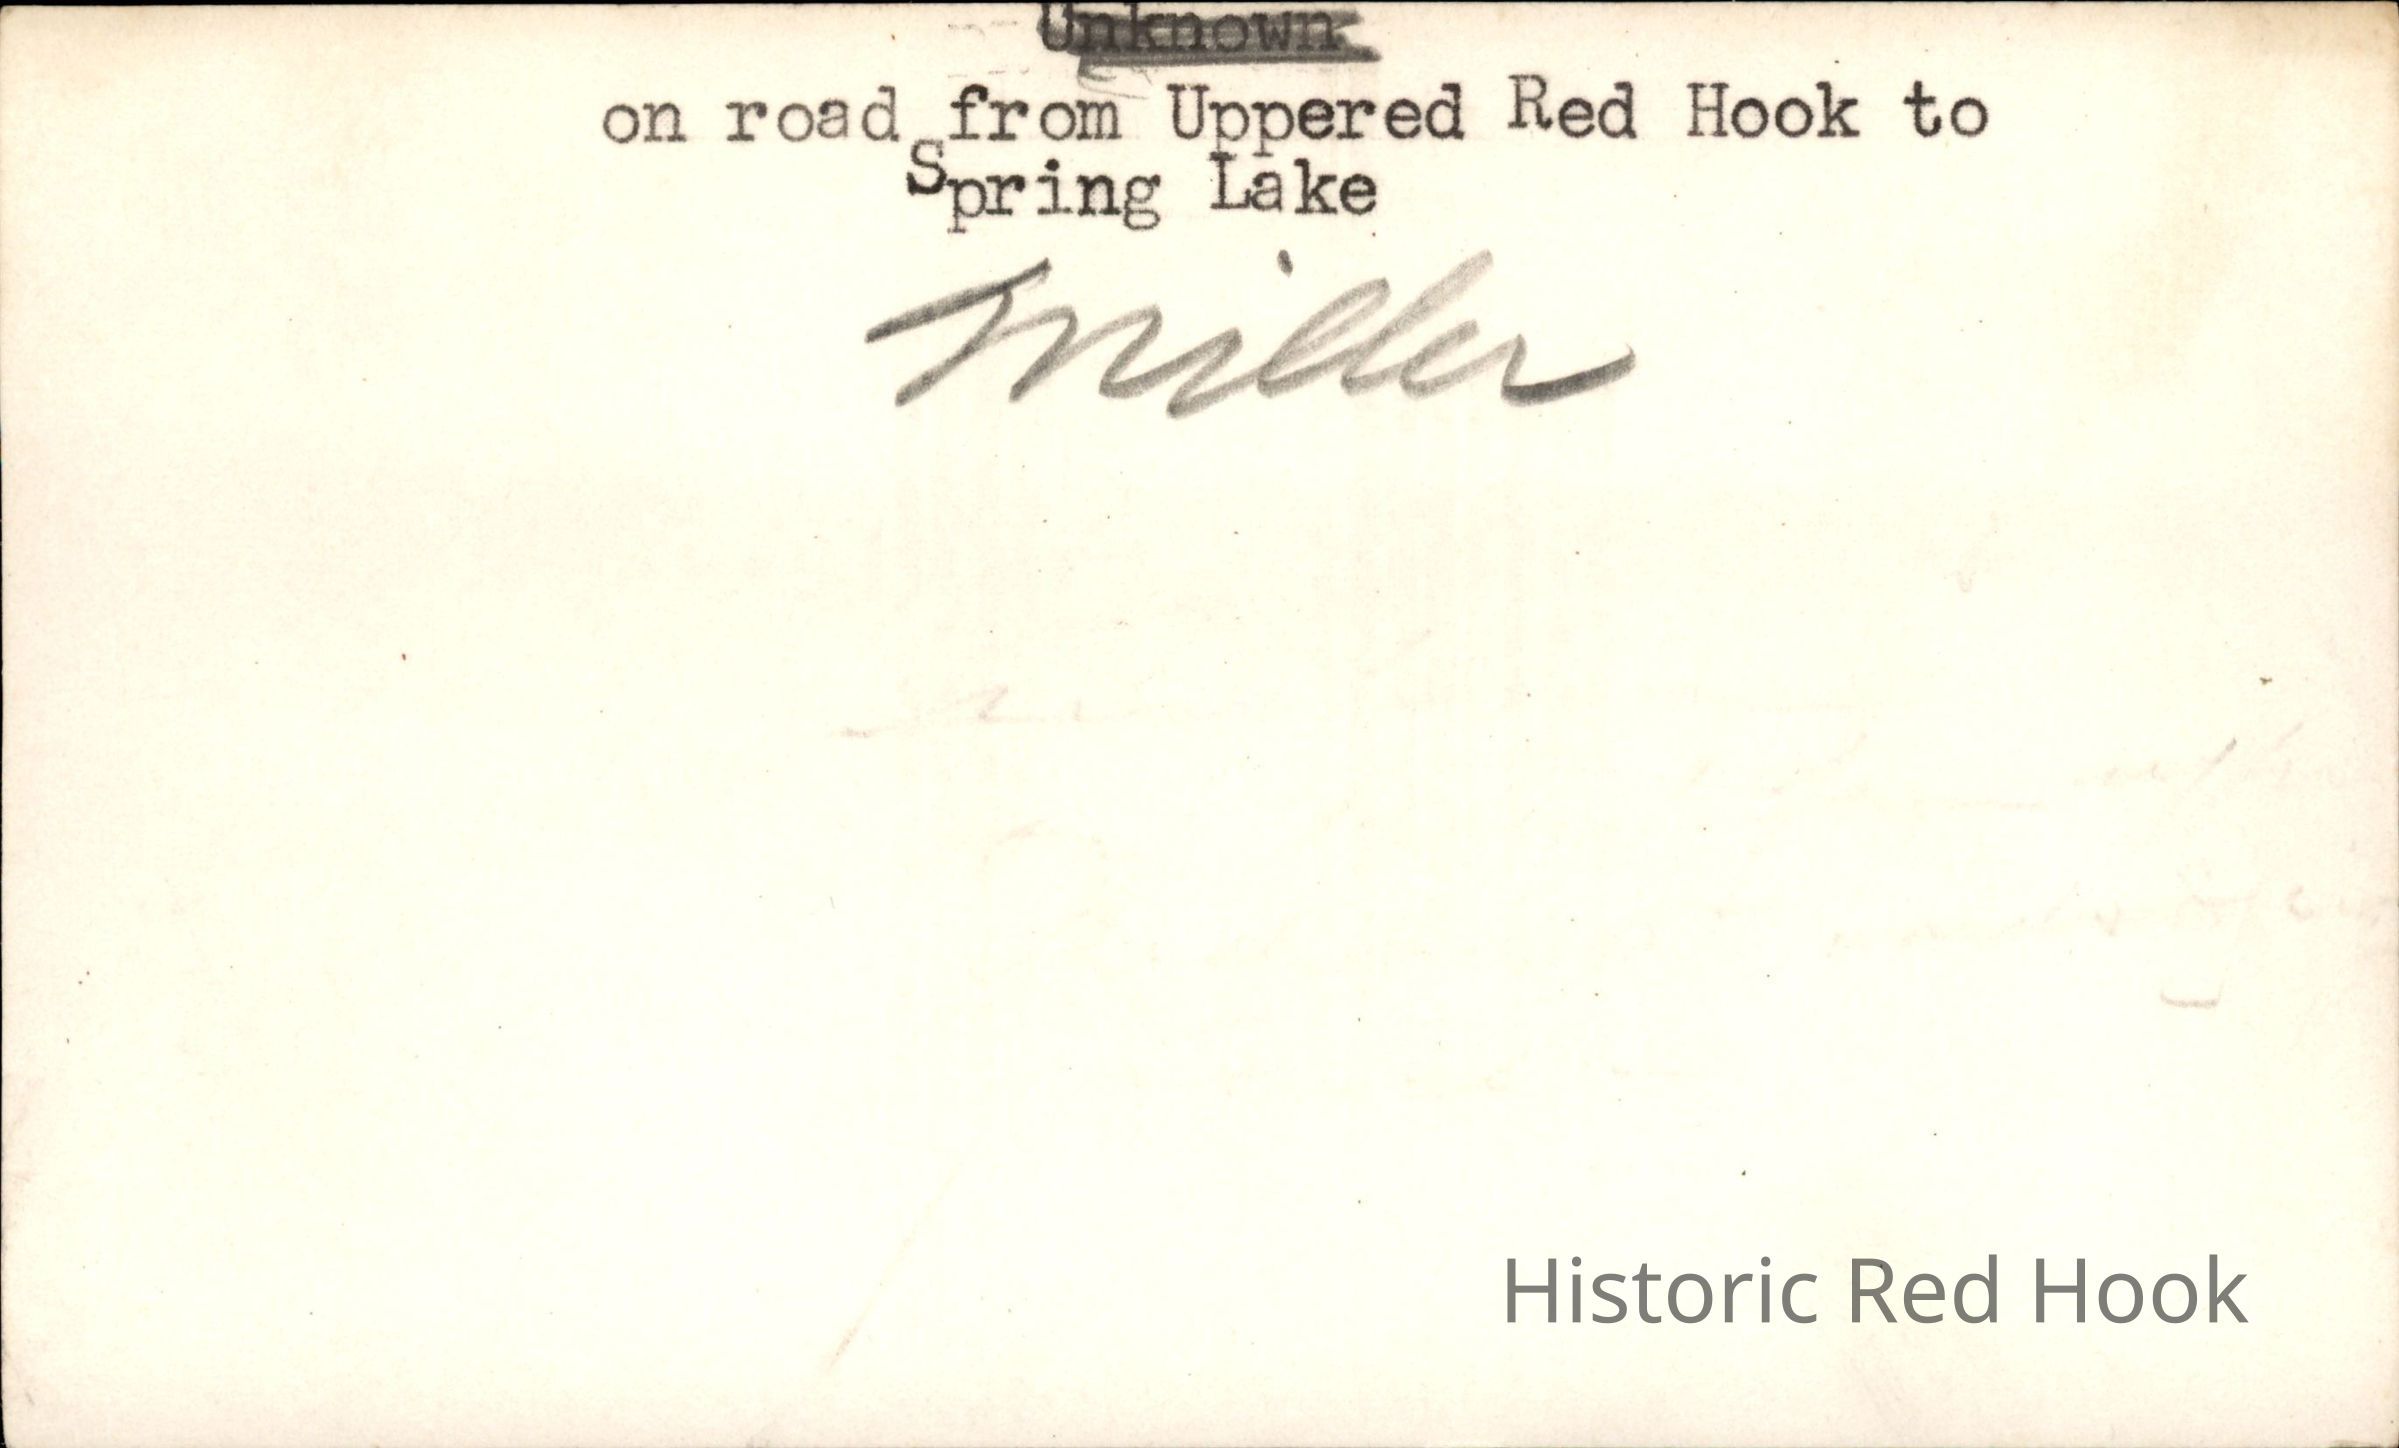 Unknown
on road from Uppered Red Hook to
Spring Lake
Miller
Historic Red Hook